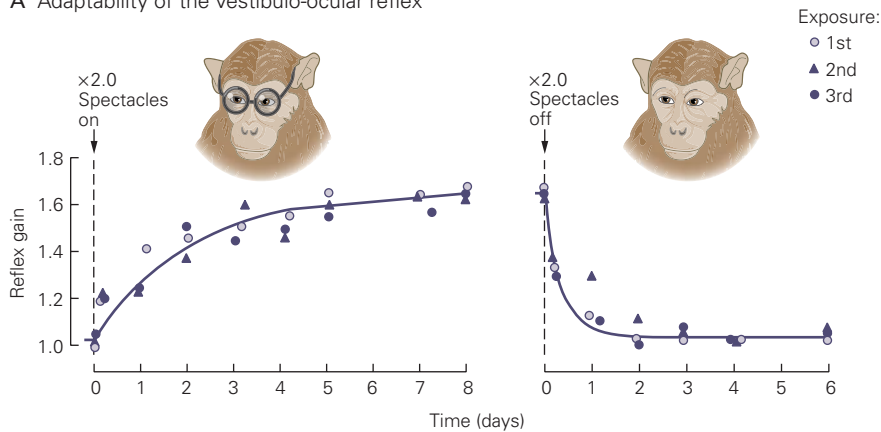 A Adaptability of the vestibulo-ocular reflex
Exposure:
1st
2nd
3rd
×2.0
Spectacles
on
×2.0
Spectacles
off
1.8
1.6
1.4
1.2
1.0
Reflex gain
0 1 2 3 4 5 6 7 8
0 1 2 3 4 5 6
Time (days)